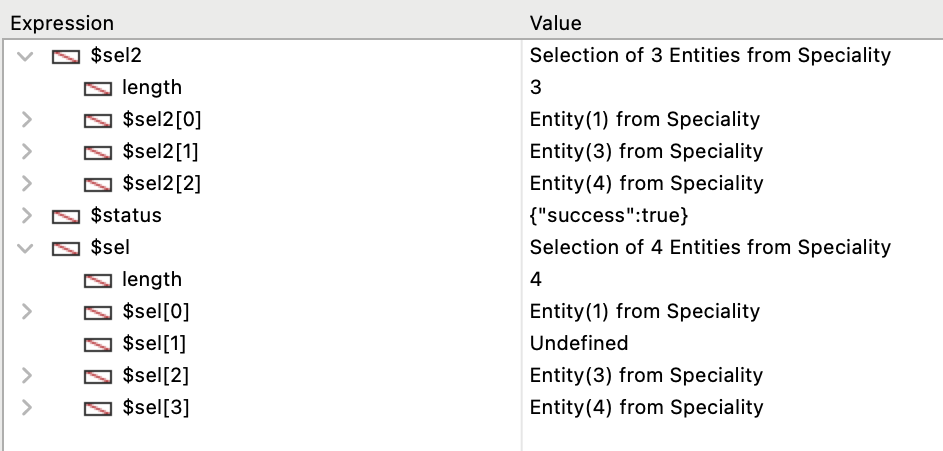 Expression Value
$sel2 Selection of 3 Entities from Speciality
length 3
$sel2[0] Entity(1) from Speciality
$sel2[1] Entity(3) from Speciality
$sel2[2] Entity(4) from Speciality
$status {"success":true}
$sel Selection of 4 Entities from Speciality
length 4
$sel[0] Entity(1) from Speciality
$sel[1] Undefined
$sel[2] Entity(3) from Speciality
$sel[3] Entity(4) from Speciality